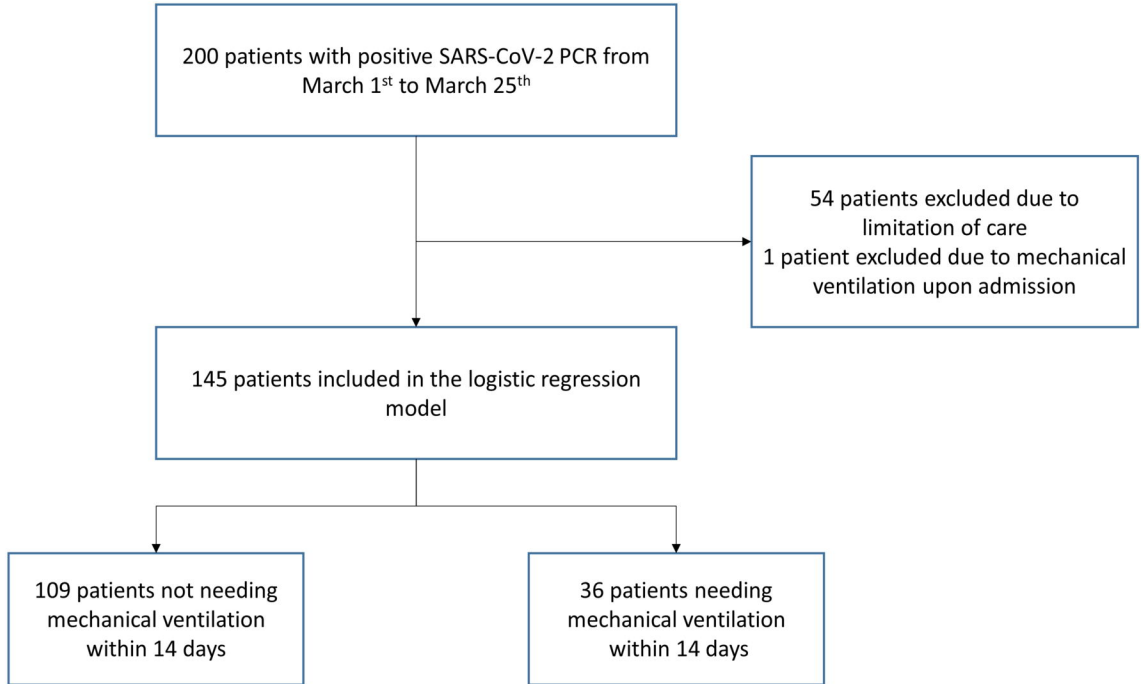 200 patients with positive SARS-CoV-2 PCR from
March 1st to March 25th
54 patients excluded due to
limitation of care
1 patient excluded due to mechanical
ventilation upon admission
145 patients included in the logistic regression
model
109 patients not needing
mechanical ventilation
within 14 days
36 patients needing
mechanical ventilation
within 14 days